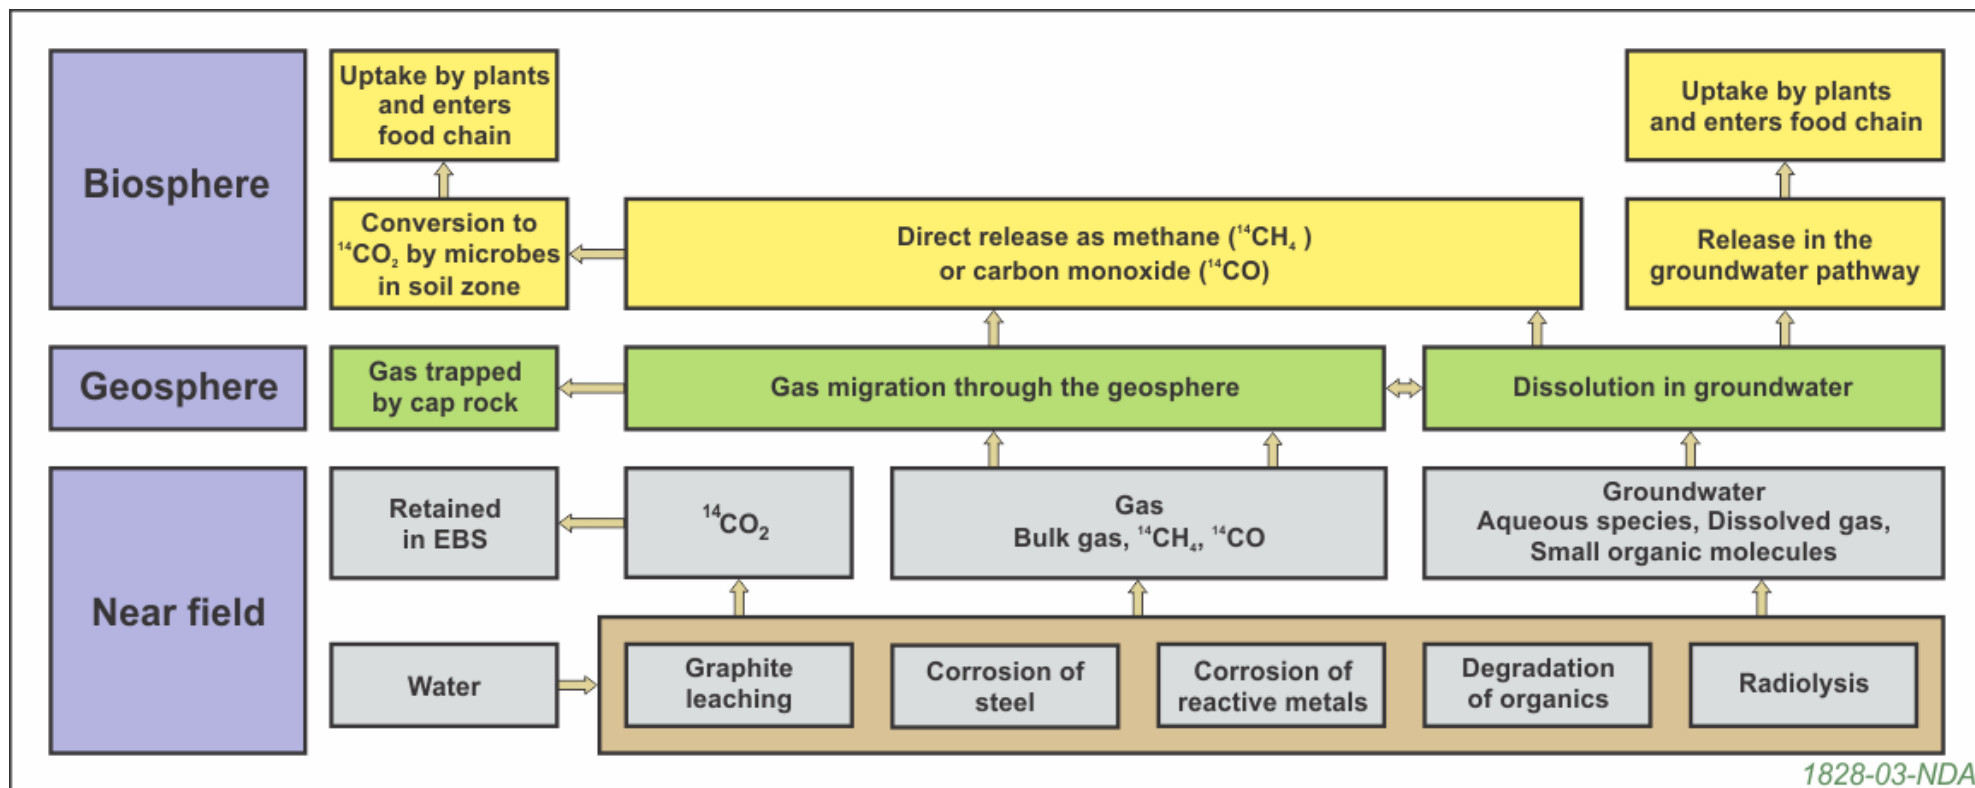 Biosphere
Uptake by plants
and enters
food chain
Uptake by plants
and enters food chain
Conversion to
¹⁴CO₂ by microbes
in soil zone
Direct release as methane (¹⁴CH₄ )
or carbon monoxide (¹⁴CO)
Release in the
groundwater pathway
Geosphere
Gas trapped
by cap rock
Gas migration through the geosphere
Dissolution in groundwater
Near field
Retained
in EBS
¹⁴CO₂
Gas
Bulk gas, ¹⁴CH₄, ¹⁴CO
Groundwater
Aqueous species, Dissolved gas,
Small organic molecules
Water
Graphite
leaching
Corrosion of
steel
Corrosion of
reactive metals
Degradation
of organics
Radiolysis
1828-03-NDA